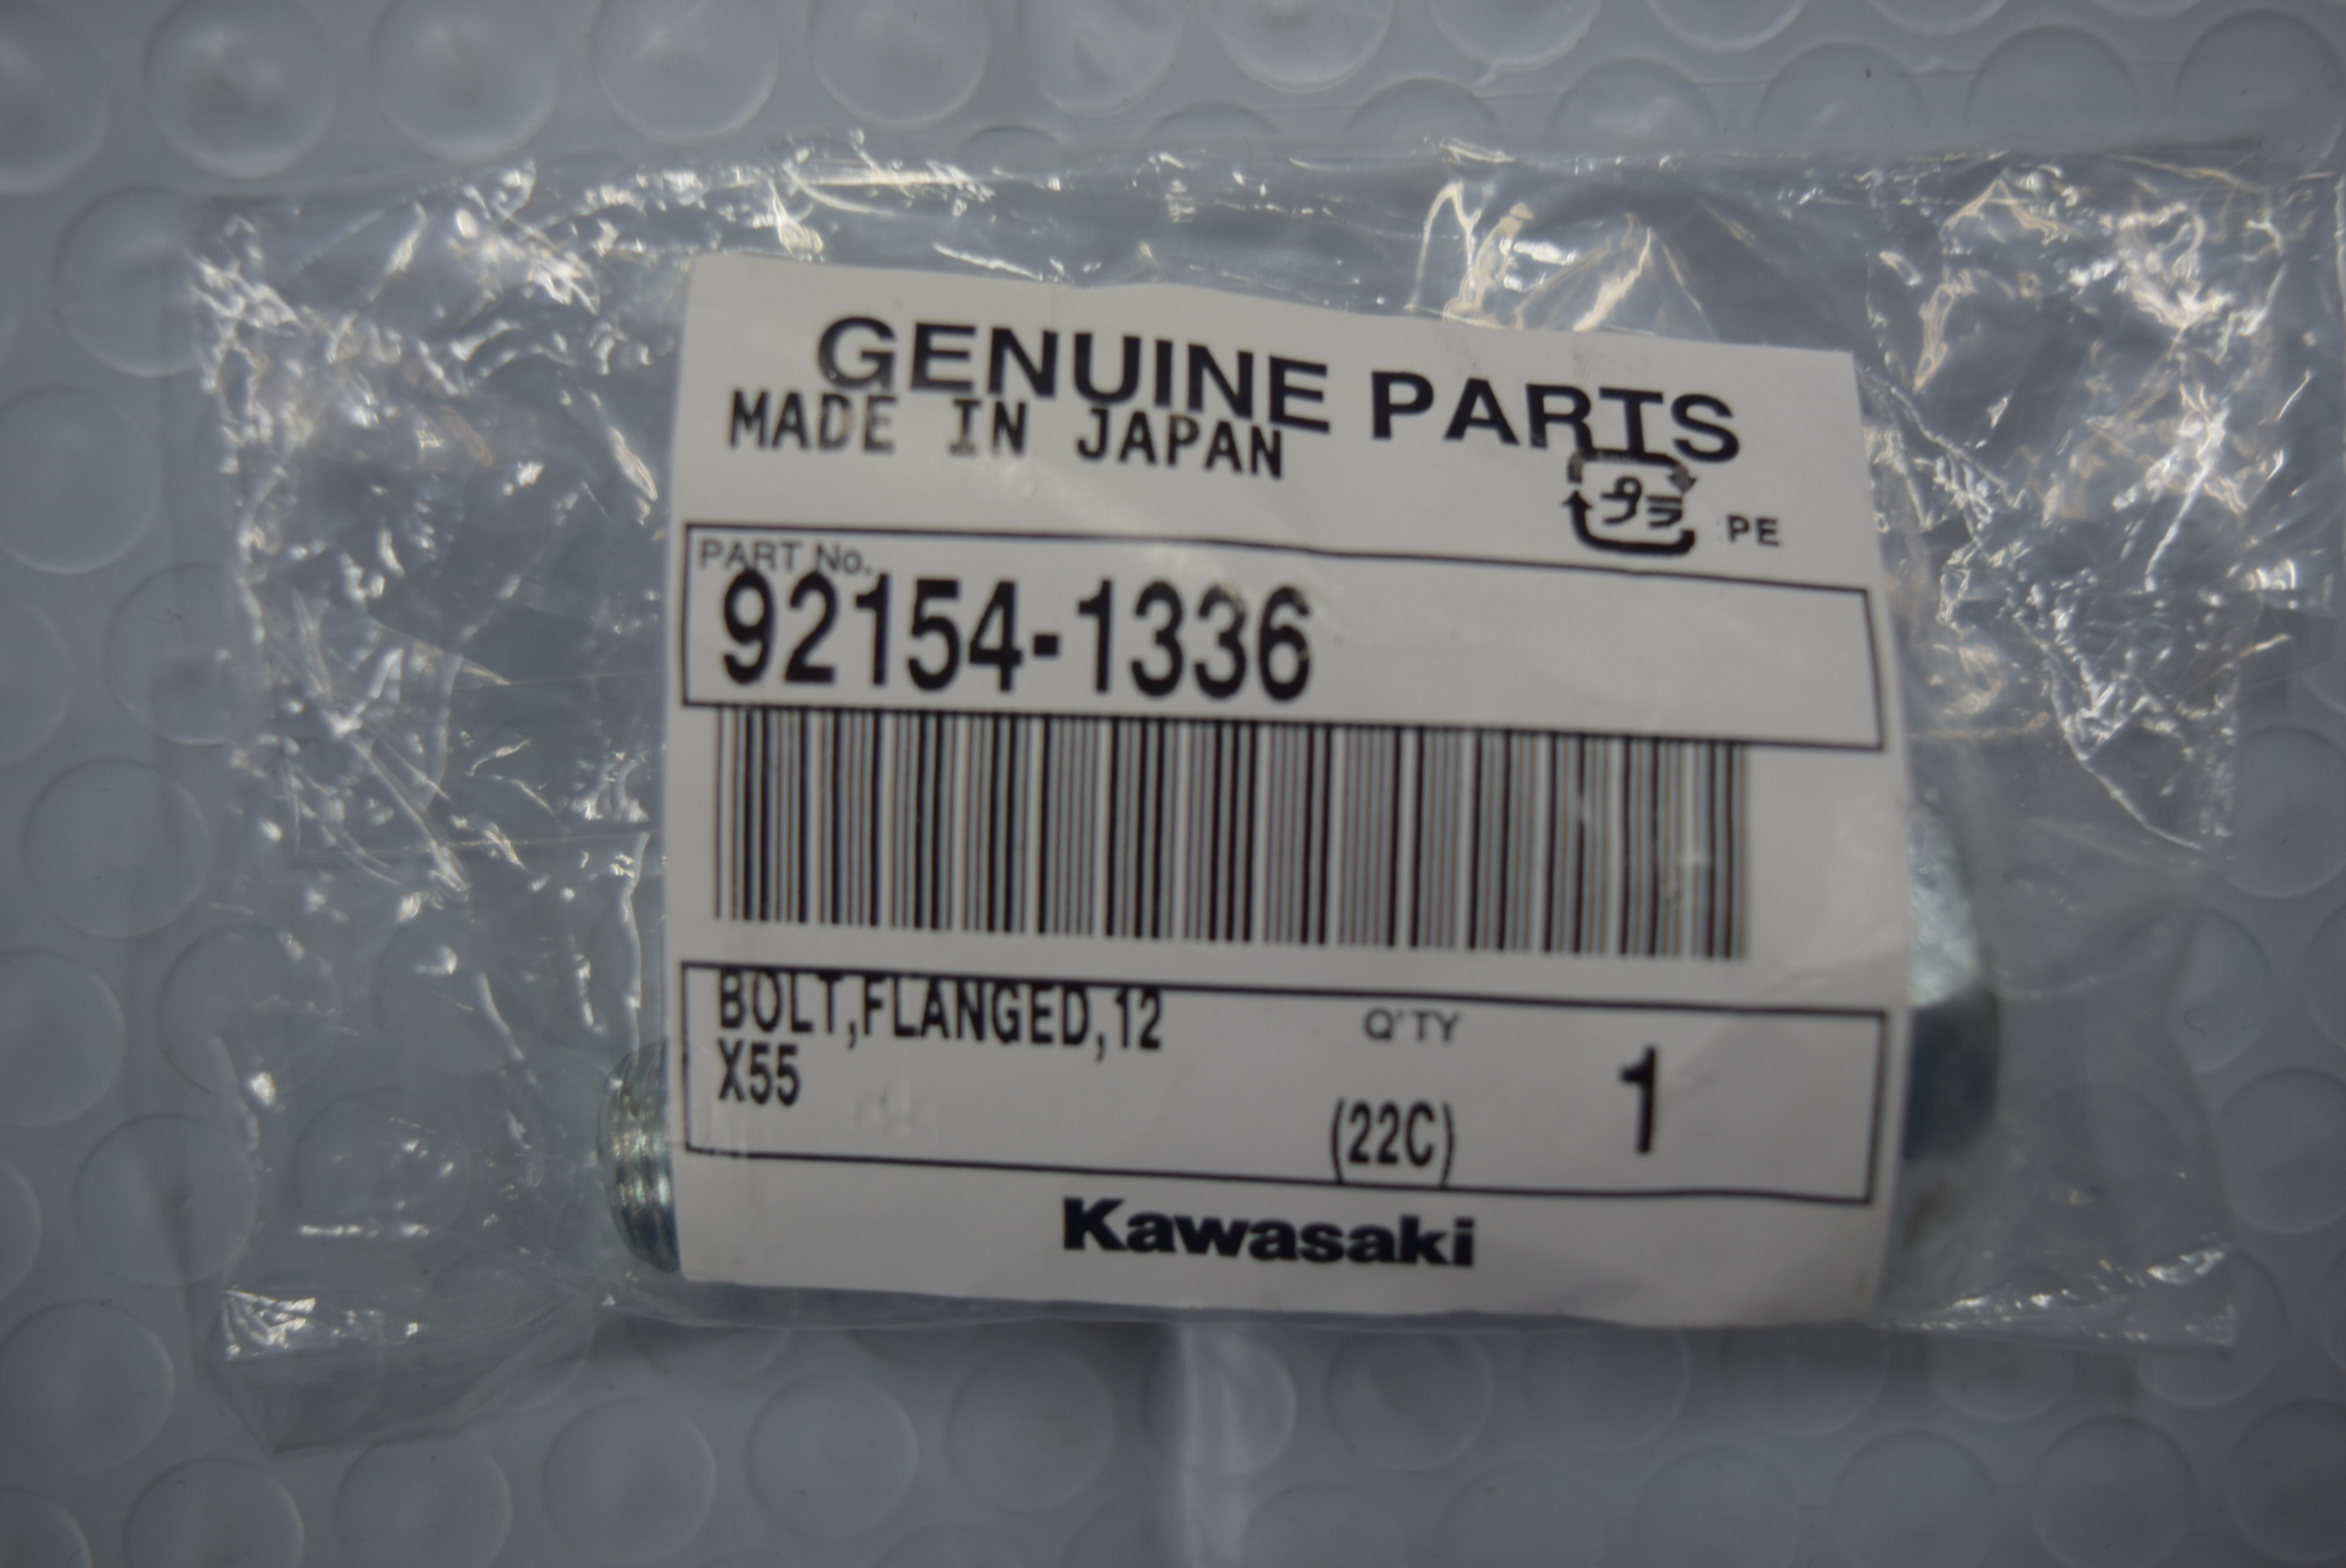 GENUINE PARTS
MADE IN JAPAN
プラ PE
PART No.
92154-1336
BOLT,FLANGED,12
X55
Q'TY
(22C) 1
Kawasaki